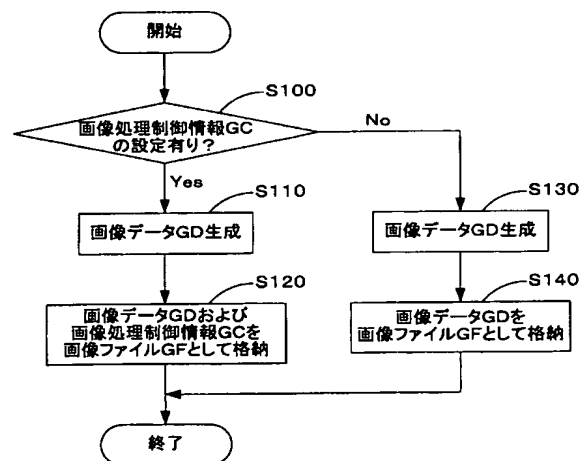 開始
S100
画像処理制御情報GC
の設定有り？
No
Yes
S110
画像データGD生成
S130
画像データGD生成
S120
画像データGDおよび
画像処理制御情報GCを
画像ファイルGFとして格納
S140
画像データGDを
画像ファイルGFとして格納
終了